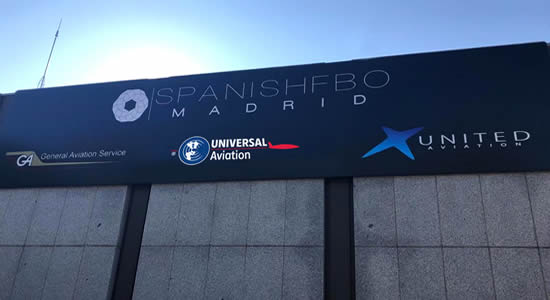 SPANISHFBO
MADRID
GA General Aviation Service
UNIVERSAL
Aviation
UNITED
AVIATION